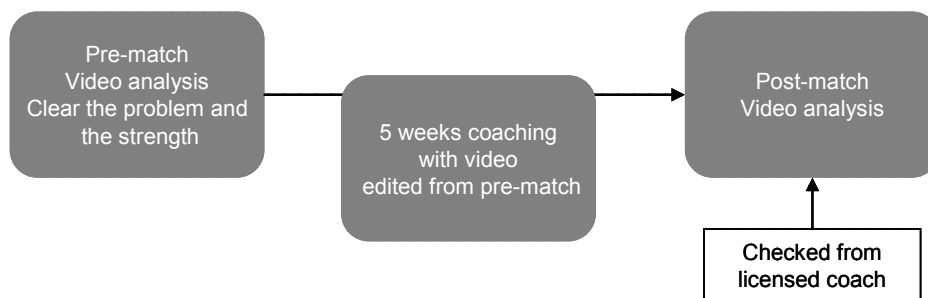 Pre-match
Video analysis
Clear the problem and
the strength
5 weeks coaching
with video
edited from pre-match
Post-match
Video analysis
Checked from
licensed coach